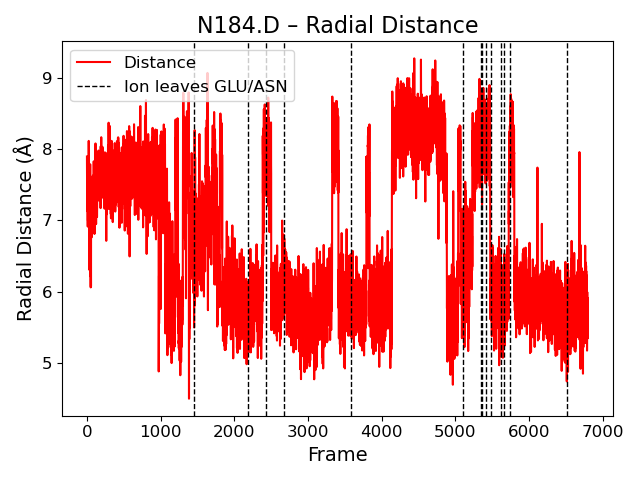 N184.D – Radial Distance
Distance
Ion leaves GLU/ASN
Radial Distance (Å)
9
8
7
6
5
0 1000 2000 3000 4000 5000 6000 7000
Frame